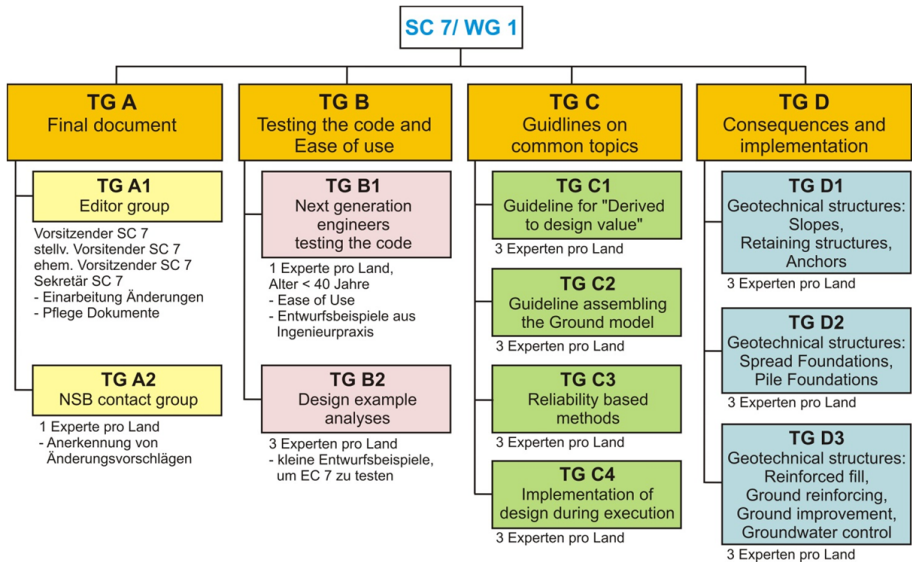 SC 7/ WG 1
TG A
Final document
TG A1
Editor group
Vorsitzender SC 7
stellv. Vorsitender SC 7
ehem. Vorsitzender SC 7
Sekretär SC 7
- Einarbeitung Änderungen
- Pflege Dokumente
TG A2
NSB contact group
1 Experte pro Land
- Anerkennung von
Änderungsvorschlägen
TG B
Testing the code and
Ease of use
TG B1
Next generation
engineers
testing the code
1 Experte pro Land,
Alter < 40 Jahre
- Ease of Use
- Entwurfsbeispiele aus
Ingenieurpraxis
TG B2
Design example
analyses
3 Experten pro Land
- kleine Entwurfsbeispiele,
um EC 7 zu testen
TG C
Guidlines on
common topics
TG C1
Guideline for "Derived
to design value"
3 Experten pro Land
TG C2
Guideline assembling
the Ground model
3 Experten pro Land
TG C3
Reliability based
methods
3 Experten pro Land
TG C4
Implementation of
design during execution
3 Experten pro Land
TG D
Consequences and
implementation
TG D1
Geotechnical structures:
Slopes,
Retaining structures,
Anchors
3 Experten pro Land
TG D2
Geotechnical structures:
Spread Foundations,
Pile Foundations
3 Experten pro Land
TG D3
Geotechnical structures:
Reinforced fill,
Ground reinforcing,
Ground improvement,
Groundwater control
3 Experten pro Land